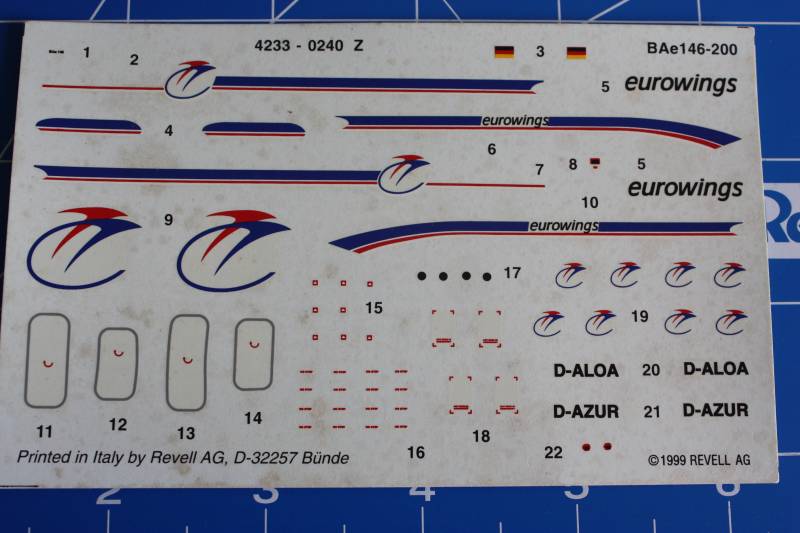 4233 - 0240 Z
BAe146-200
1
2
3
5
eurowings
4
eurowings
6
7
8
5
eurowings
10
9
eurowings
17
15
19
D-ALOA
20
D-ALOA
D-AZUR
21
D-AZUR
11
12
13
14
16
18
22
Printed in Italy by Revell AG, D-32257 Bünde
©1999 REVELL AG
2
3
4
5
6